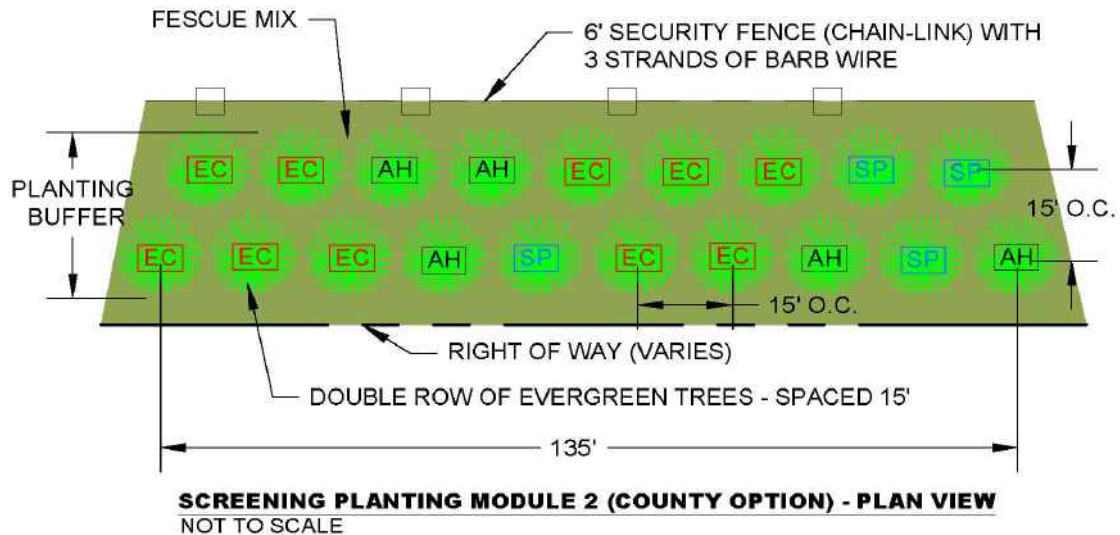 FESCUE MIX
6' SECURITY FENCE (CHAIN-LINK) WITH
3 STRANDS OF BARB WIRE
EC EC AH AH EC EC EC SP SP
PLANTING
BUFFER
15' O.C.
EC EC EC AH SP EC EC AH SP AH
15' O.C.
RIGHT OF WAY (VARIES)
DOUBLE ROW OF EVERGREEN TREES - SPACED 15'
135'
SCREENING PLANTING MODULE 2 (COUNTY OPTION) - PLAN VIEW
NOT TO SCALE